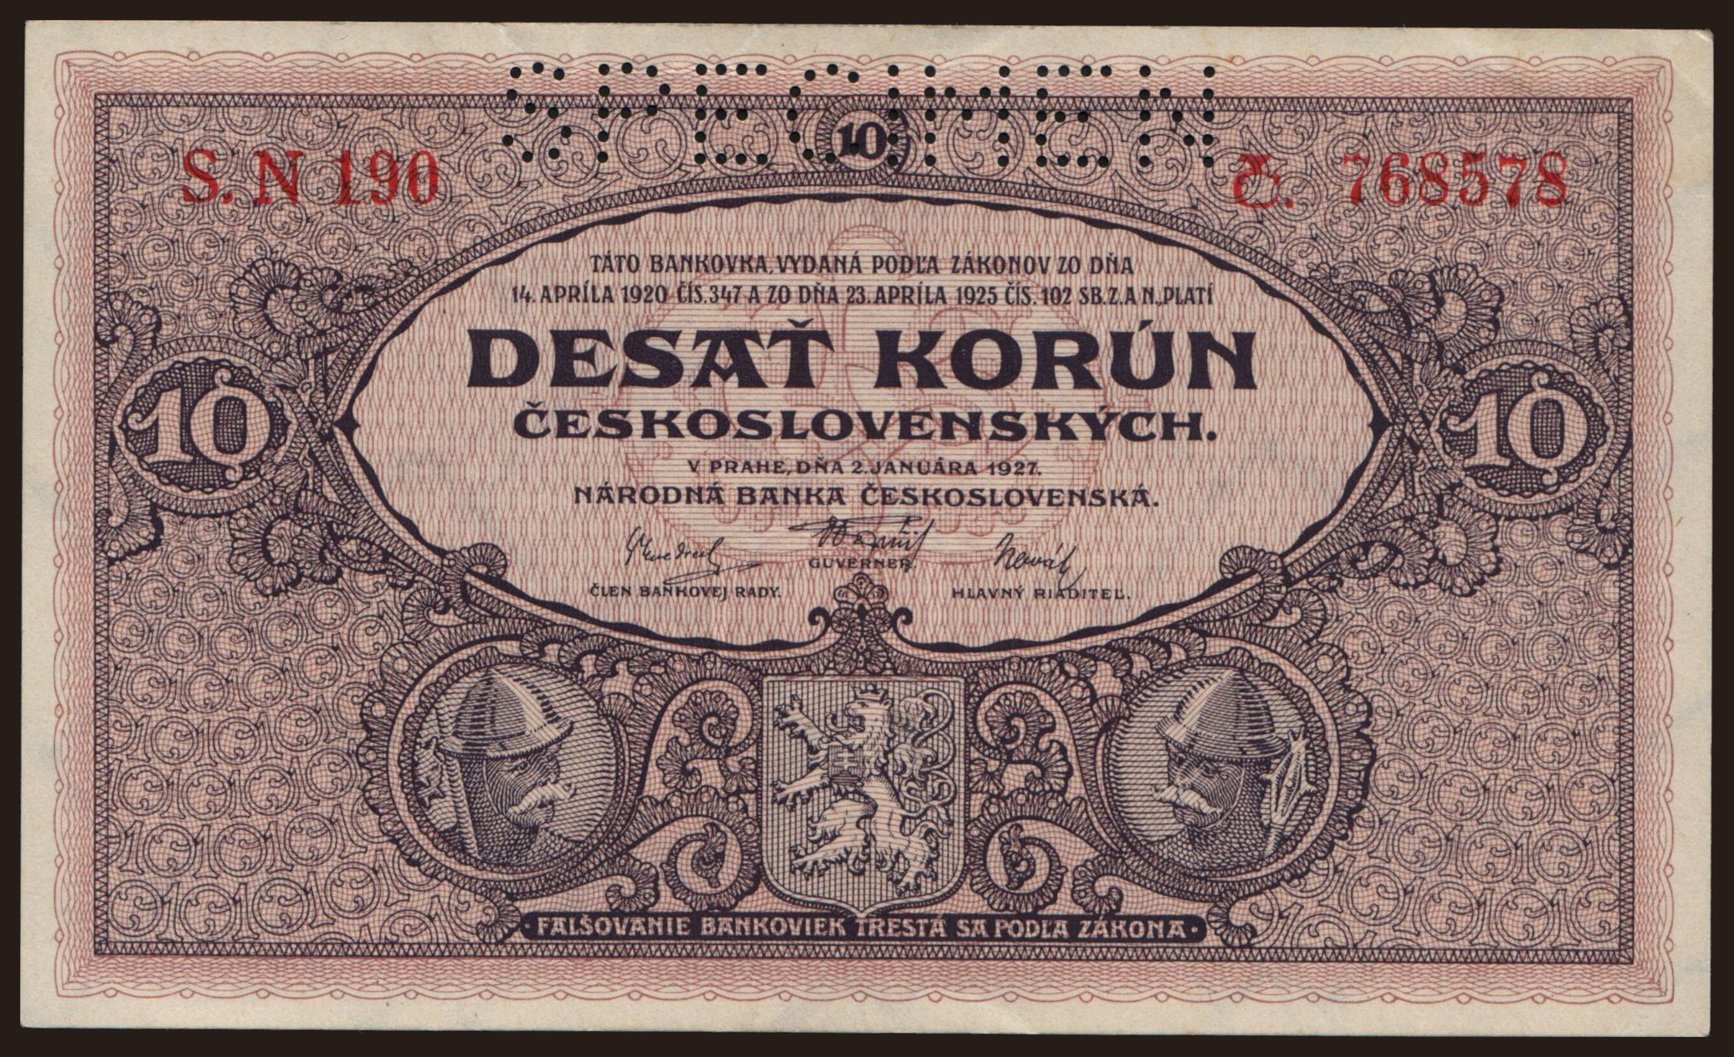 SPECIMEN
10
S. N 190
Č. 768578
TÁTO BANKOVKA, VYDANÁ PODĽA ZÁKONOV ZO DŇA
14. APRÍLA 1920 ČÍS. 347 A ZO DŇA 23. APRÍLA 1925 ČÍS. 102 SB. Z. A N., PLATÍ
DESAŤ KORÚN
10
10
ČESKOSLOVENSKÝCH.
V PRAHE, DŇA 2. JANUÁRA 1927.
NÁRODNÁ BANKA ČESKOSLOVENSKÁ.
GUVERNER.
ČLEN BANKOVEJ RADY.
HLAVNÝ RIADITEĽ.
· FALŠOVANIE BANKOVIEK TRESTÁ SA PODĽA ZÁKONA ·